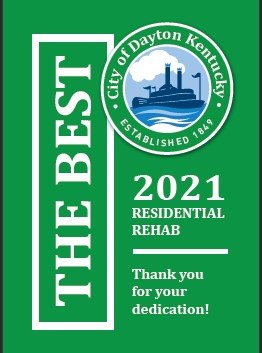 THE BEST
City of Dayton Kentucky
ESTABLISHED 1849
2021
RESIDENTIAL
REHAB
Thank you
for your
dedication!